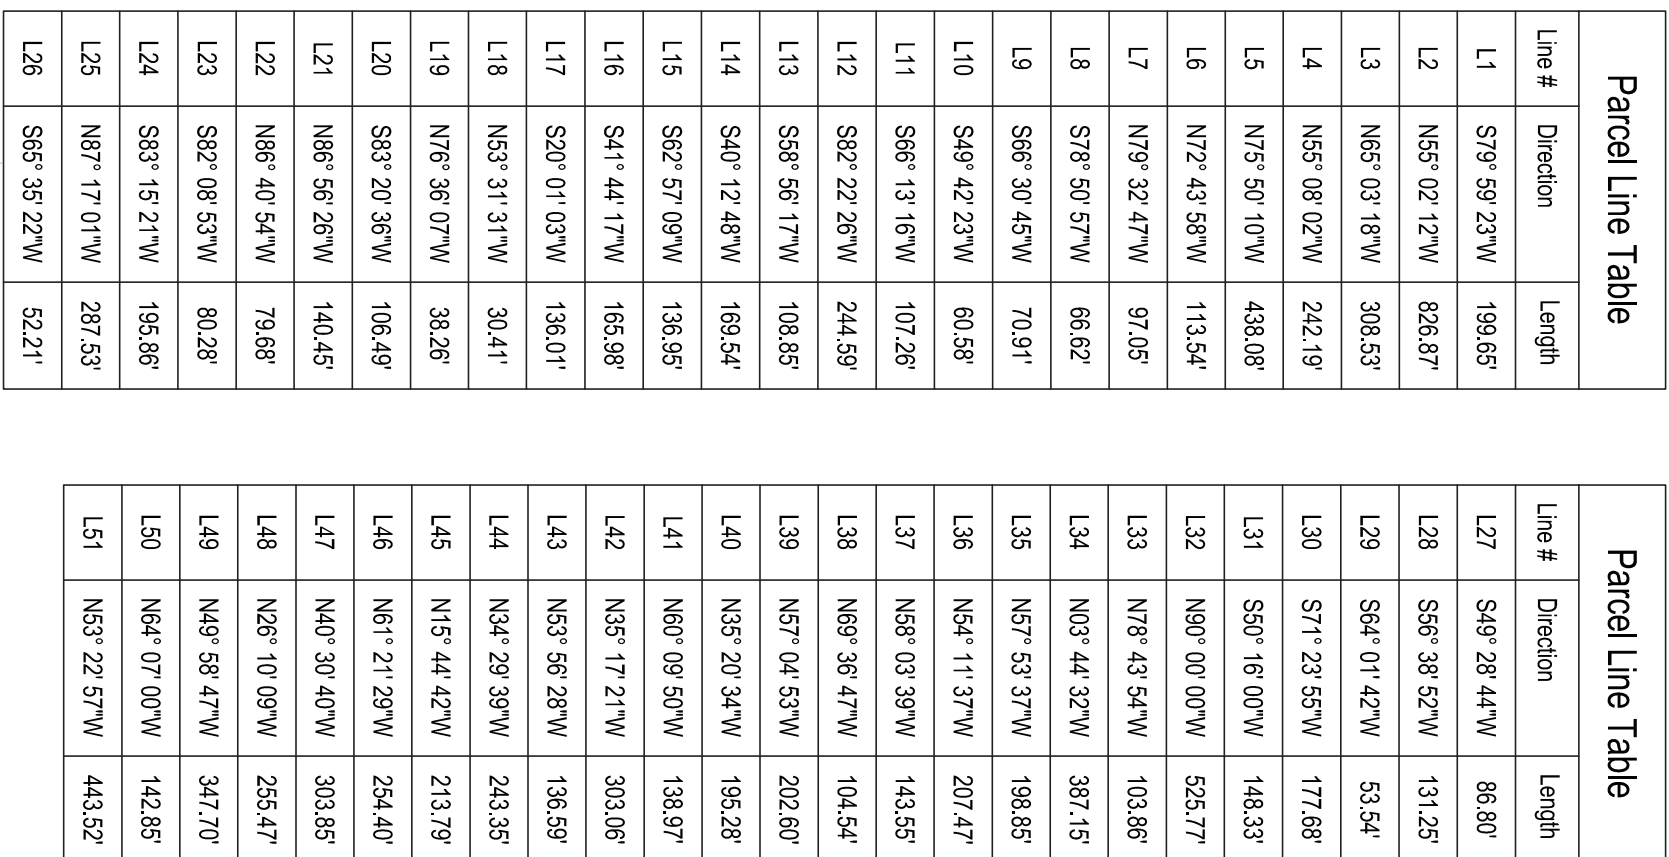 Parcel Line Table
Line # Direction Length
L1 S79° 59' 23"W 199.65'
L2 N55° 02' 12"W 826.87'
L3 N65° 03' 18"W 308.53'
L4 N55° 08' 02"W 242.19'
L5 N75° 50' 10"W 438.08'
L6 N72° 43' 58"W 113.54'
L7 N79° 32' 47"W 97.05'
L8 S78° 50' 57"W 66.62'
L9 S66° 30' 45"W 70.91'
L10 S49° 42' 23"W 60.58'
L11 S66° 13' 16"W 107.26'
L12 S82° 22' 26"W 244.59'
L13 S58° 56' 17"W 108.85'
L14 S40° 12' 48"W 169.54'
L15 S62° 57' 09"W 136.95'
L16 S41° 44' 17"W 165.98'
L17 S20° 01' 03"W 136.01'
L18 N53° 31' 31"W 30.41'
L19 N76° 36' 07"W 38.26'
L20 S83° 20' 36"W 106.49'
L21 N86° 56' 26"W 140.45'
L22 N86° 40' 54"W 79.68'
L23 S82° 08' 53"W 80.28'
L24 S83° 15' 21"W 195.86'
L25 N87° 17' 01"W 287.53'
L26 S65° 35' 22"W 52.21'
Parcel Line Table
Line # Direction Length
L27 S49° 28' 44"W 86.80'
L28 S56° 38' 52"W 131.25'
L29 S64° 01' 42"W 53.54'
L30 S71° 23' 55"W 177.68'
L31 S50° 16' 00"W 148.33'
L32 N90° 00' 00"W 525.77'
L33 N78° 43' 54"W 103.86'
L34 N03° 44' 32"W 387.15'
L35 N57° 53' 37"W 198.85'
L36 N54° 11' 37"W 207.47'
L37 N58° 03' 39"W 143.55'
L38 N69° 36' 47"W 104.54'
L39 N57° 04' 53"W 202.60'
L40 N35° 20' 34"W 195.28'
L41 N60° 09' 50"W 138.97'
L42 N35° 17' 21"W 303.06'
L43 N53° 56' 28"W 136.59'
L44 N34° 29' 39"W 243.35'
L45 N15° 44' 42"W 213.79'
L46 N61° 21' 29"W 254.40'
L47 N40° 30' 40"W 303.85'
L48 N26° 10' 09"W 255.47'
L49 N49° 58' 47"W 347.70'
L50 N64° 07' 00"W 142.85'
L51 N53° 22' 57"W 443.52'